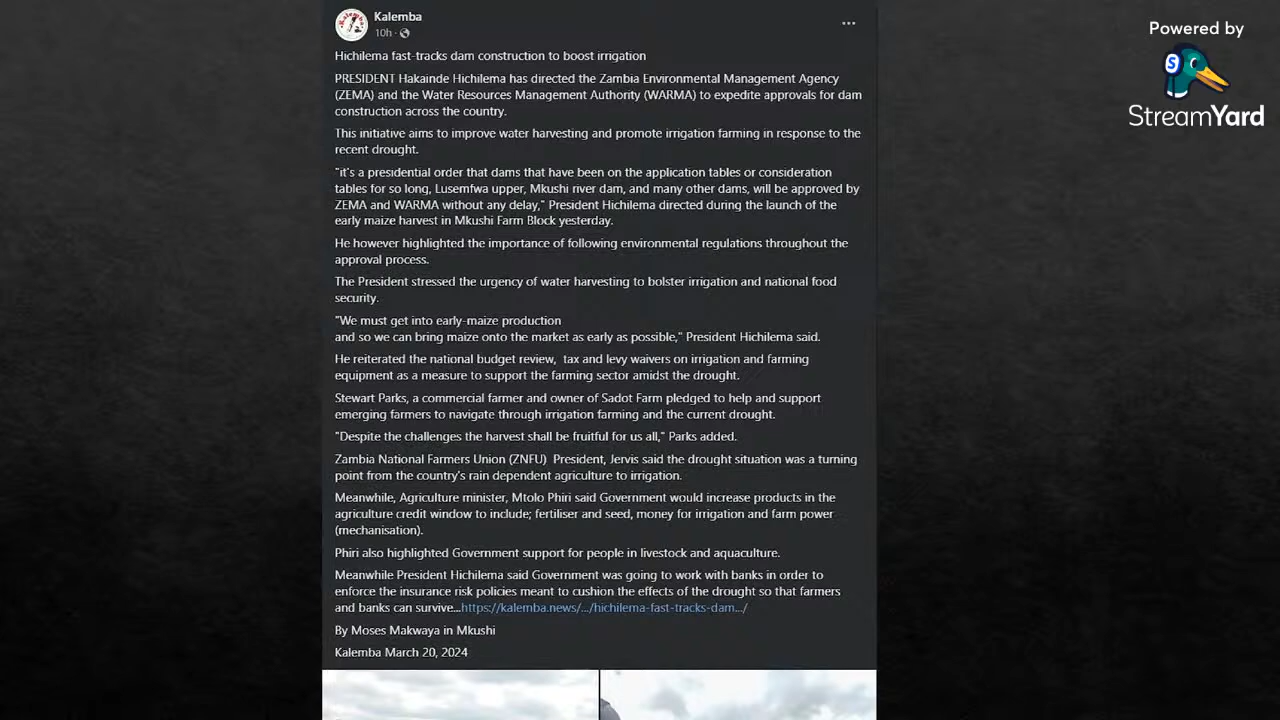 Kalemba
10h
Hichilema fast-tracks dam construction to boost irrigation
PRESIDENT Hakainde Hichilema has directed the Zambia Environmental Management Agency
(ZEMA) and the Water Resources Management Authority (WARMA) to expedite approvals for dam
construction across the country.
This initiative aims to improve water harvesting and promote irrigation farming in response to the
recent drought.
"it's a presidential order that dams that have been on the application tables or consideration
tables for so long, Lusemfwa upper, Mkushi river dam, and many other dams, will be approved by
ZEMA and WARMA without any delay," President Hichilema directed during the launch of the
early maize harvest in Mkushi Farm Block yesterday.
He however highlighted the importance of following environmental regulations throughout the
approval process.
The President stressed the urgency of water harvesting to bolster irrigation and national food
security.
"We must get into early-maize production
and so we can bring maize onto the market as early as possible," President Hichilema said.
He reiterated the national budget review,  tax and levy waivers on irrigation and farming
equipment as a measure to support the farming sector amidst the drought.
Stewart Parks, a commercial farmer and owner of Sadot Farm pledged to help and support
emerging farmers to navigate through irrigation farming and the current drought.
"Despite the challenges the harvest shall be fruitful for us all," Parks added.
Zambia National Farmers Union (ZNFU)  President, Jervis said the drought situation was a turning
point from the country's rain dependent agriculture to irrigation.
Meanwhile, Agriculture minister, Mtolo Phiri said Government would increase products in the
agriculture credit window to include; fertiliser and seed, money for irrigation and farm power
(mechanisation).
Phiri also highlighted Government support for people in livestock and aquaculture.
Meanwhile President Hichilema said Government was going to work with banks in order to
enforce the insurance risk policies meant to cushion the effects of the drought so that farmers
and banks can survive...https://kalemba.news/.../hichilema-fast-tracks-dam.../
By Moses Makwaya in Mkushi
Kalemba March 20, 2024
Powered by
S
StreamYard